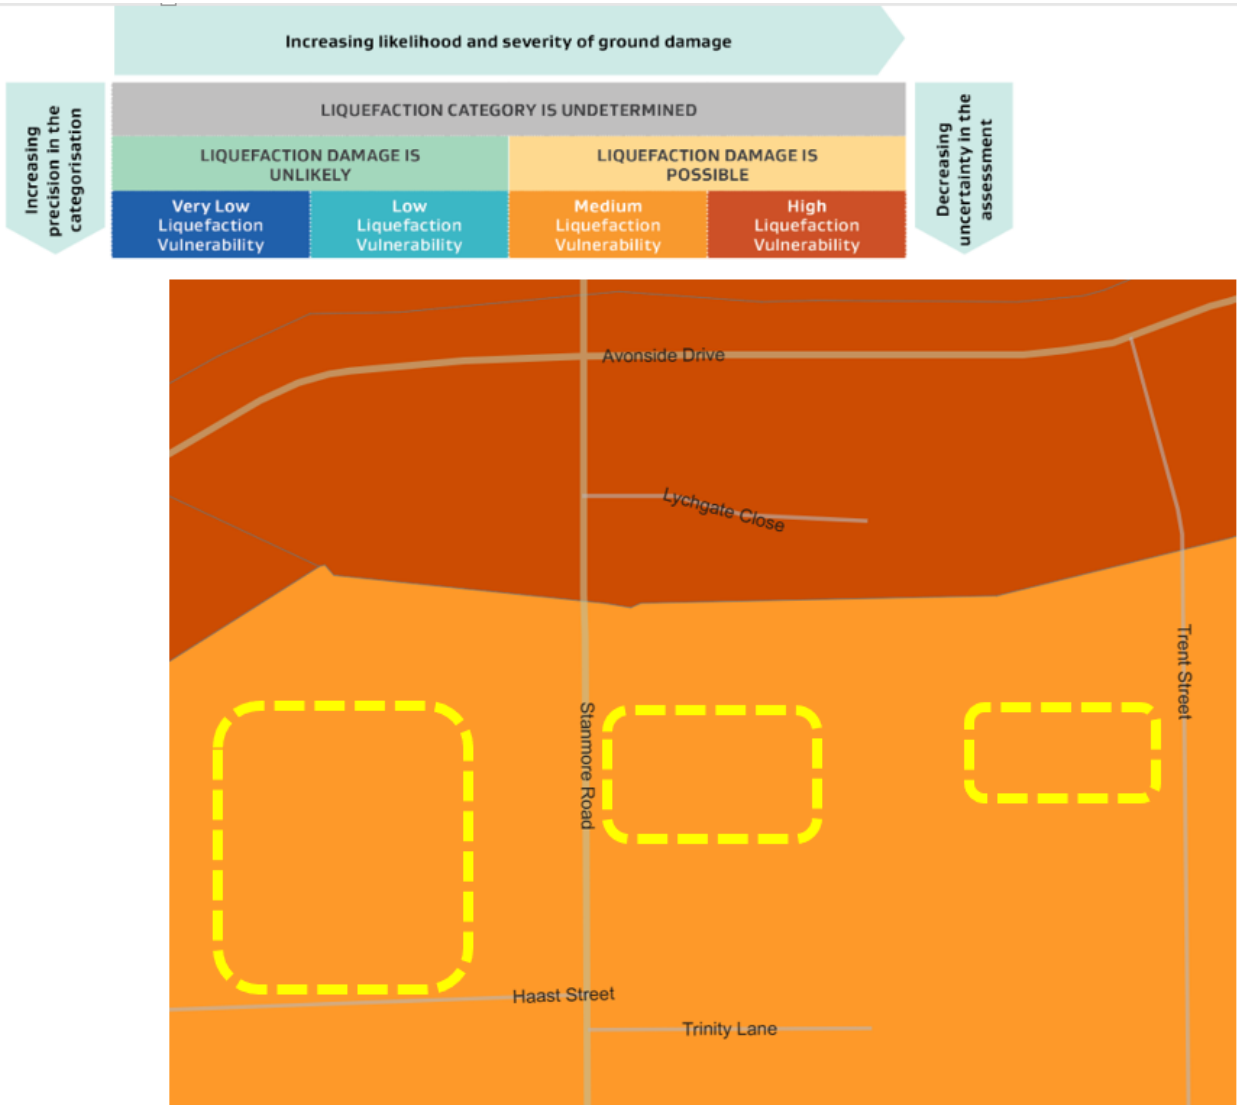 Increasing likelihood and severity of ground damage
Increasing
precision in the
categorisation
LIQUEFACTION CATEGORY IS UNDETERMINED
LIQUEFACTION DAMAGE IS
UNLIKELY
LIQUEFACTION DAMAGE IS
POSSIBLE
Very Low
Liquefaction
Vulnerability
Low
Liquefaction
Vulnerability
Medium
Liquefaction
Vulnerability
High
Liquefaction
Vulnerability
Decreasing
uncertainty in the
assessment
Avonside Drive
Lychgate Close
Trent Street
Stanmore Road
Haast Street
Trinity Lane